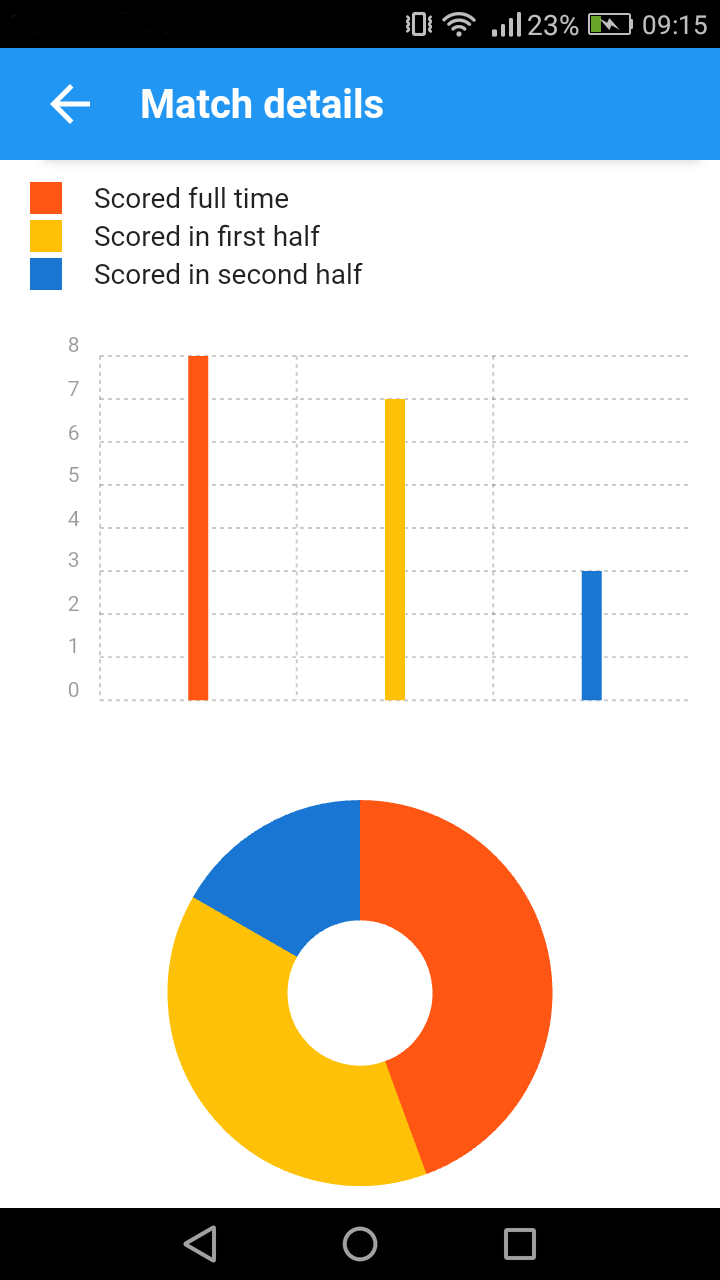 23% 09:15
Match details
Scored full time
Scored in first half
Scored in second half
8
7
6
5
4
3
2
1
0